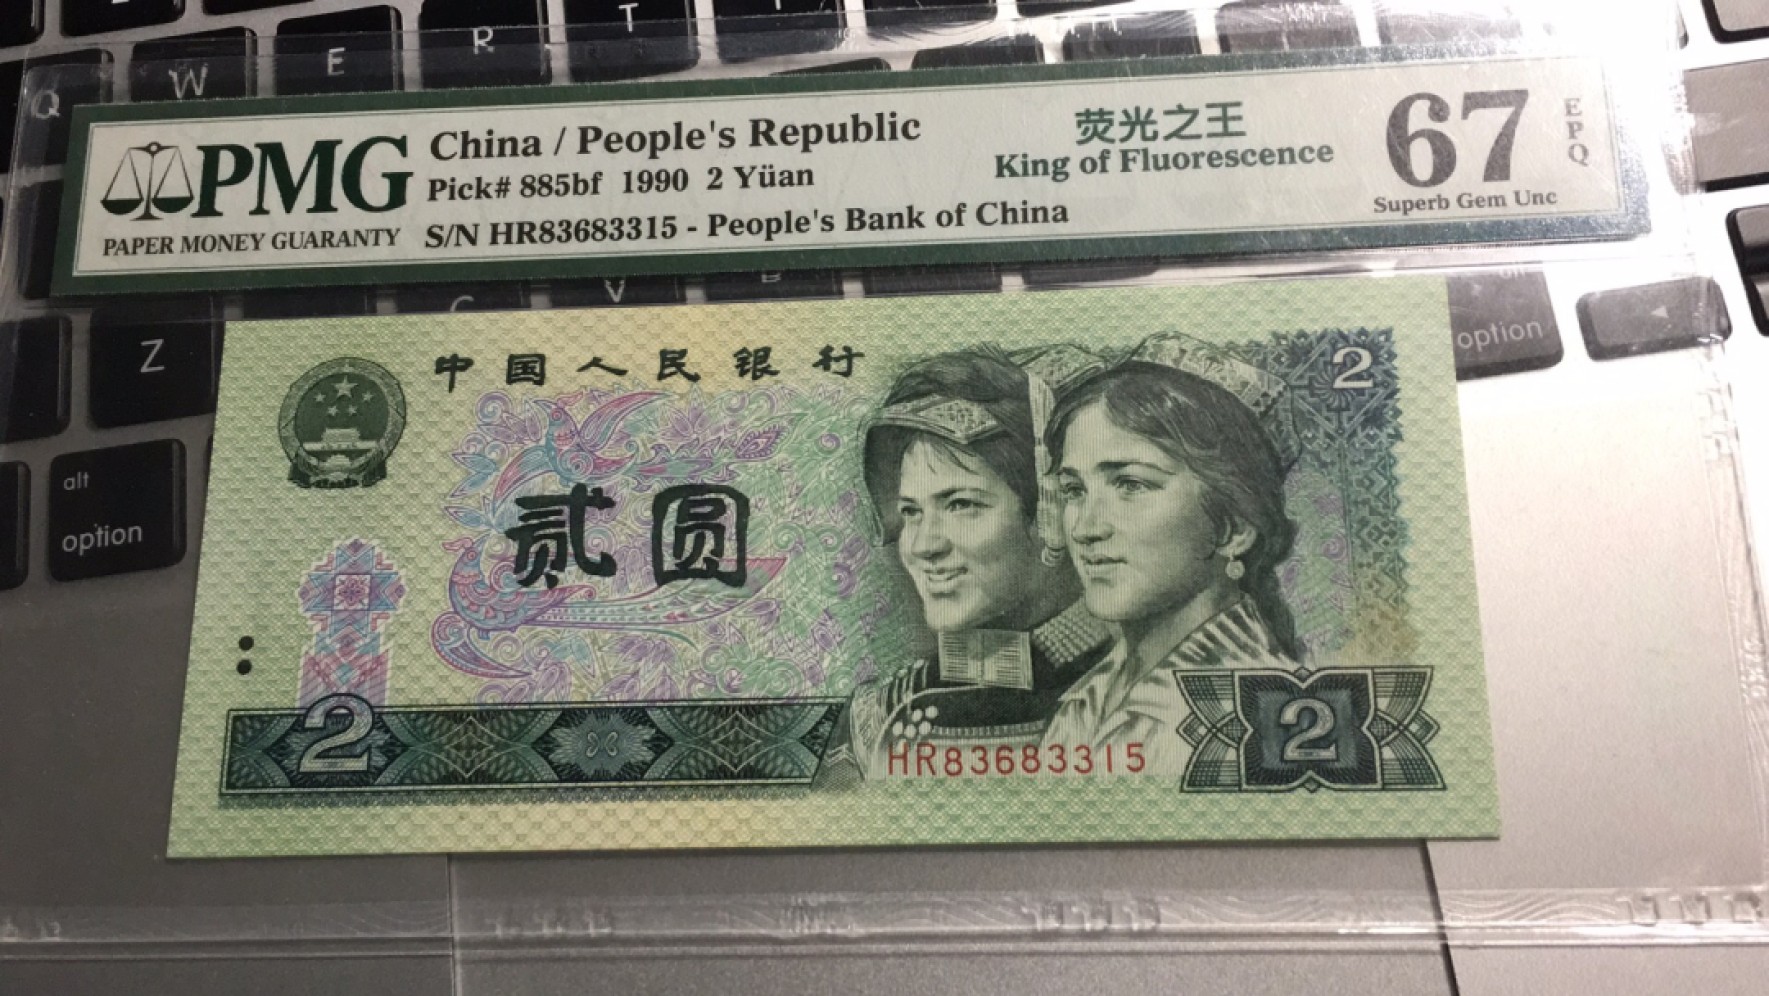 Q W E R T
PMG
PAPER MONEY GUARANTY
China / People's Republic
Pick# 885bf 1990 2 Yüan
S/N HR83683315 - People's Bank of China
荧光之王
King of Fluorescence
67
EPQ
Superb Gem Unc
Z C V B
alt
option
option
中国人民银行
2
贰圆
2
HR83683315
2